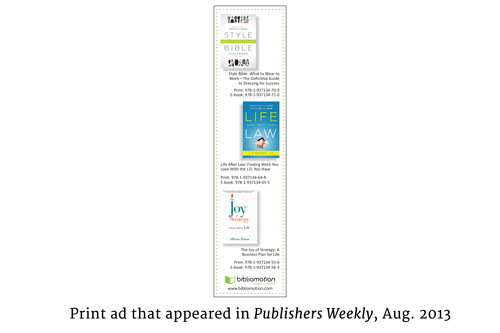 STYLE
BIBLE
Style Bible: What to Wear to
Work—The Definitive Guide
to Dressing for Success
Print: 978-1-937134-70-9
E-book: 978-1-937134-71-6
LIFE
LAW
Life After Law: Finding Work You
Love With the J.D. You Have
Print: 978-1-937134-64-8
E-book: 978-1-937134-65-5
Joy
Strategy
Allison Rimm
The Joy of Strategy: A
Business Plan for Life
Print: 978-1-937134-55-6
E-book: 978-1-937134-56-3
bibliomotion
www.bibliomotion.com
Print ad that appeared in Publishers Weekly, Aug. 2013